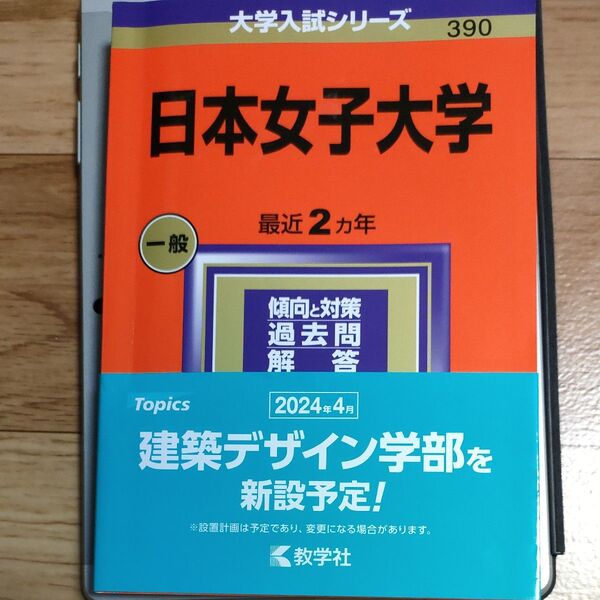 大学入試シリーズ
390
日本女子大学
最近2ヵ年
一般
傾向と対策
過去問
解答
Topics
2024年4月
建築デザイン学部を
新設予定!
※設置計画は予定であり、変更になる場合があります。
教学社